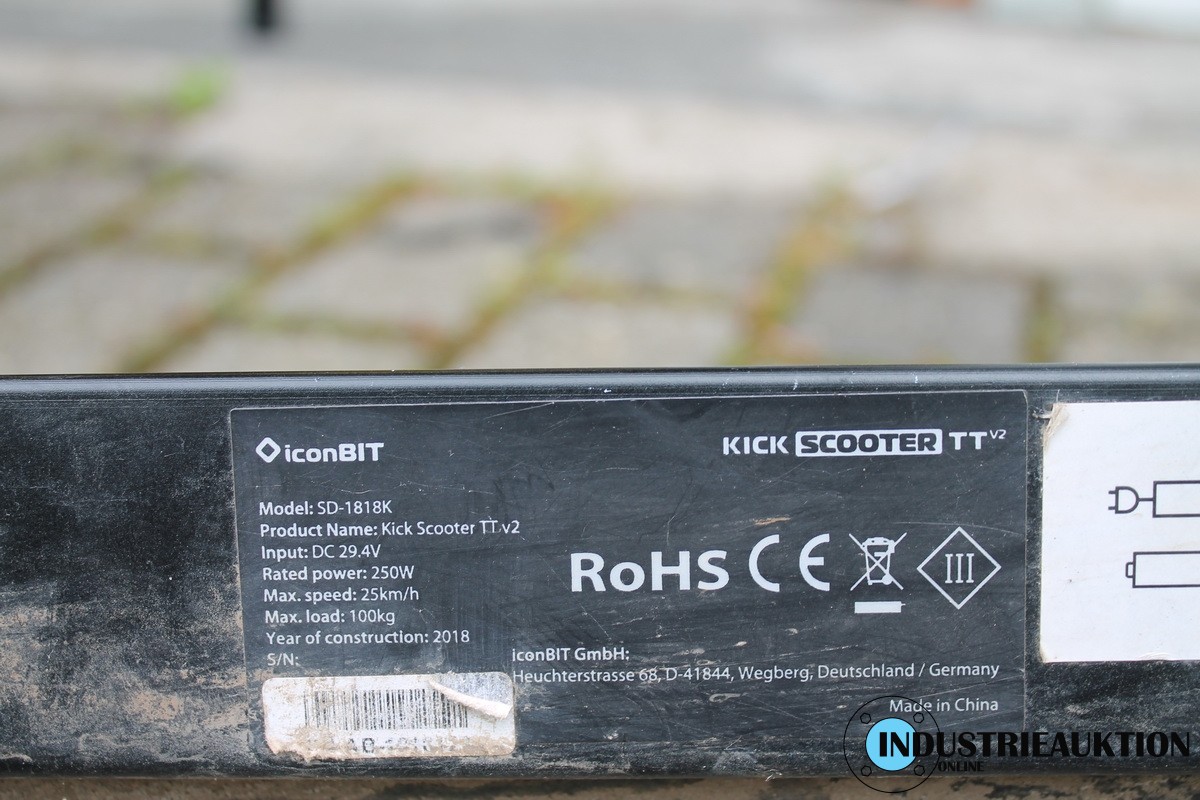 iconBIT
KICK SCOOTER TT V2
Model: SD-1818K
Product Name: Kick Scooter TT v2
Input: DC 29.4V
Rated power: 250W
Max. speed: 25km/h
Max. load: 100kg
Year of construction: 2018
S/N:
RoHS CE III
iconBIT GmbH:
Heuchterstrasse 68, D-41844, Wegberg, Deutschland / Germany
Made in China
INDUSTRIEAUKTION
ONLINE